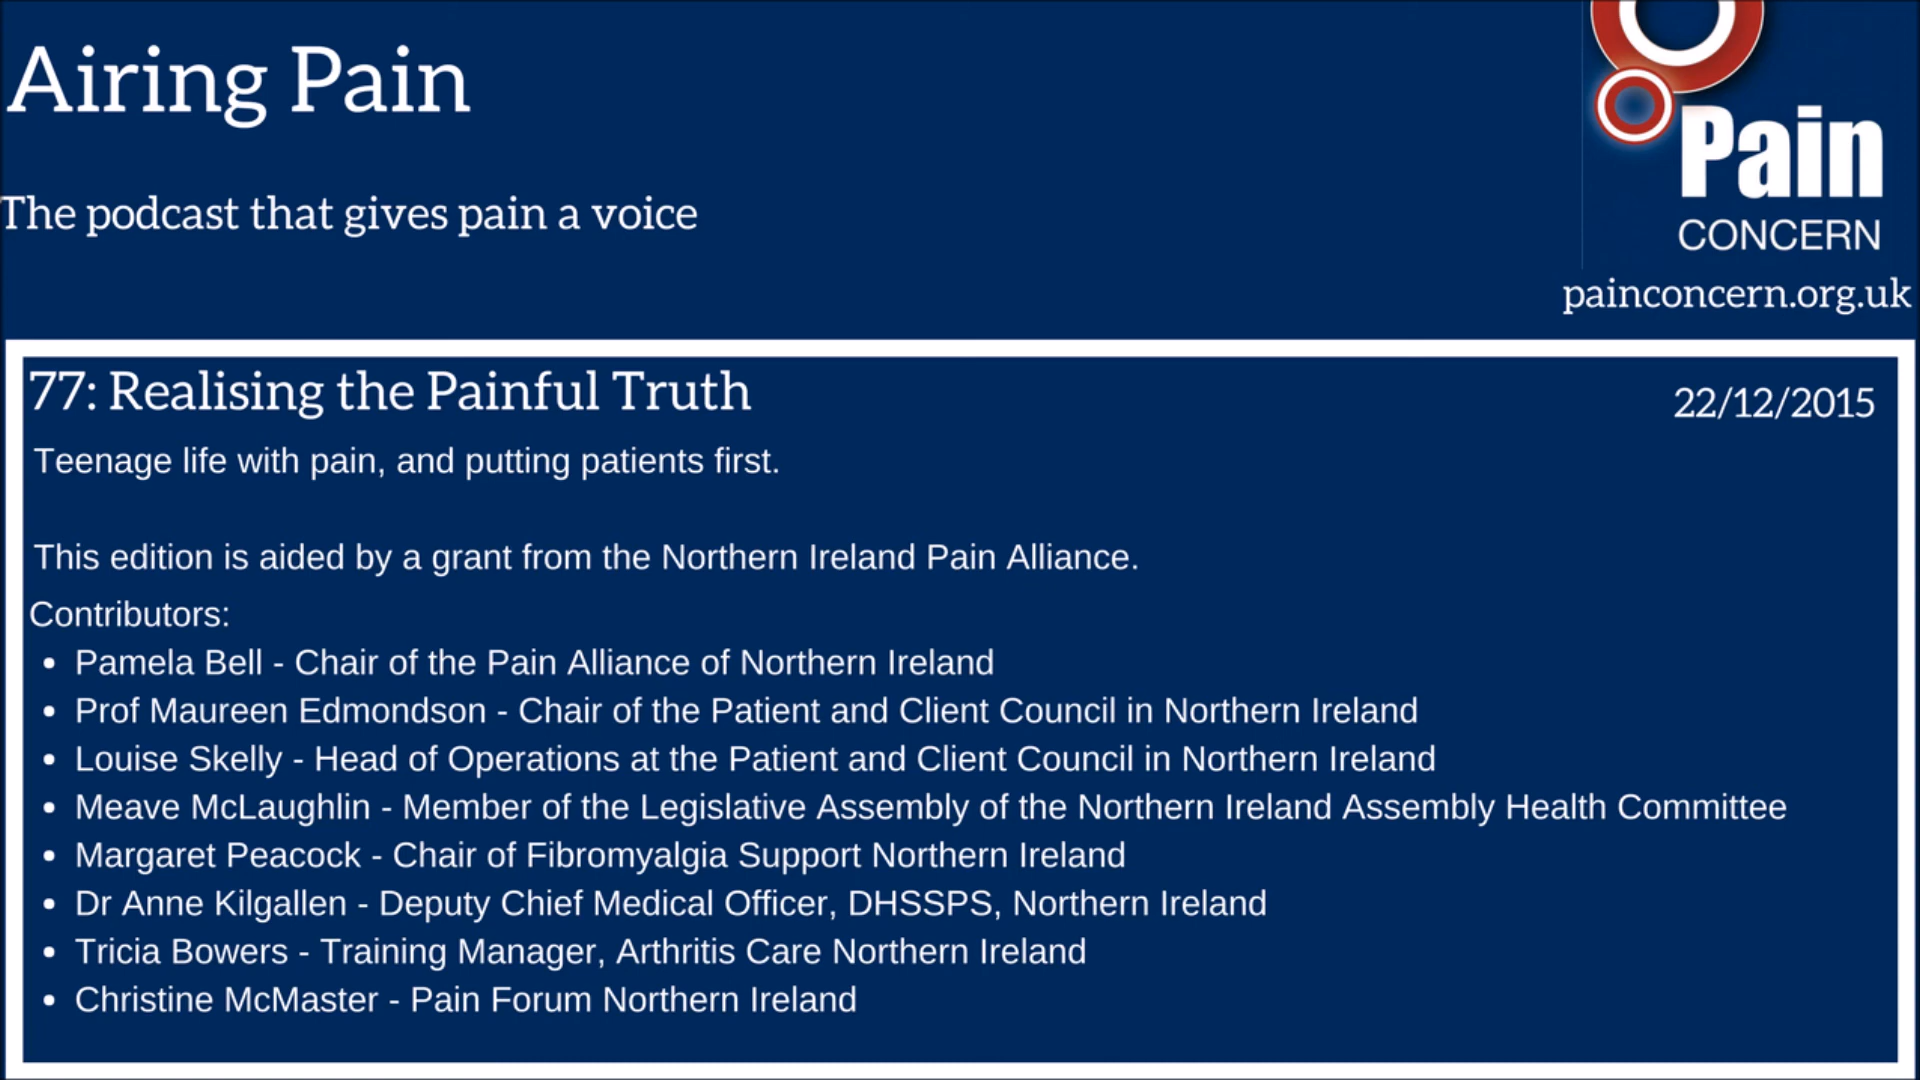 Airing Pain
The podcast that gives pain a voice
Pain
CONCERN
painconcern.org.uk
77: Realising the Painful Truth
22/12/2015
Teenage life with pain, and putting patients first.
This edition is aided by a grant from the Northern Ireland Pain Alliance.
Contributors:
• Pamela Bell - Chair of the Pain Alliance of Northern Ireland
• Prof Maureen Edmondson - Chair of the Patient and Client Council in Northern Ireland
• Louise Skelly - Head of Operations at the Patient and Client Council in Northern Ireland
• Meave McLaughlin - Member of the Legislative Assembly of the Northern Ireland Assembly Health Committee
• Margaret Peacock - Chair of Fibromyalgia Support Northern Ireland
• Dr Anne Kilgallen - Deputy Chief Medical Officer, DHSSPS, Northern Ireland
• Tricia Bowers - Training Manager, Arthritis Care Northern Ireland
• Christine McMaster - Pain Forum Northern Ireland